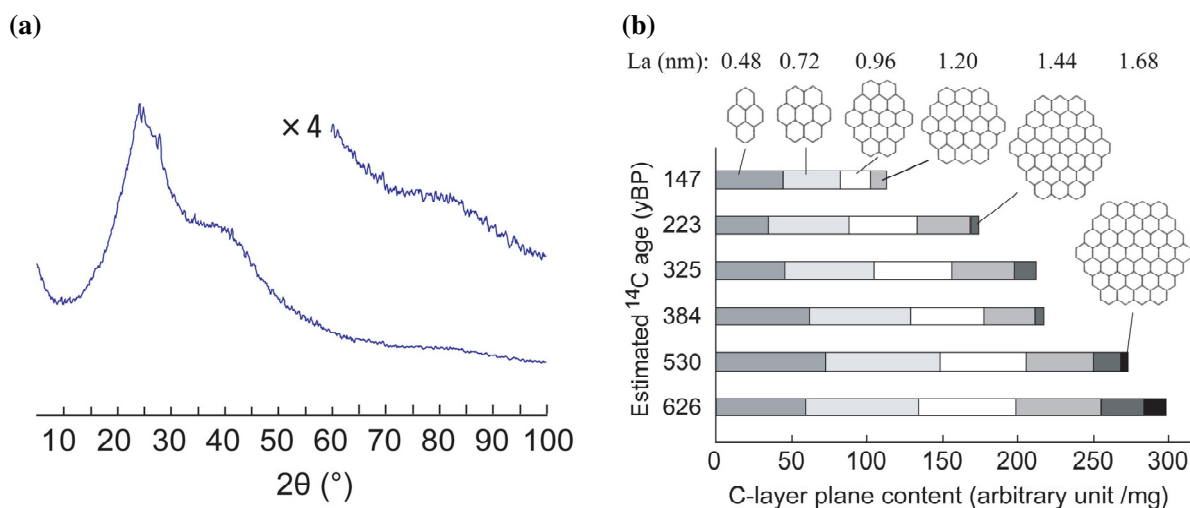 (a)
×4
10 20 30 40 50 60 70 80 90 100
2θ (°)
(b)
La (nm): 0.48 0.72 0.96 1.20 1.44 1.68
Estimated ¹⁴C age (yBP)
147
223
325
384
530
626
0 50 100 150 200 250 300
C-layer plane content (arbitrary unit /mg)